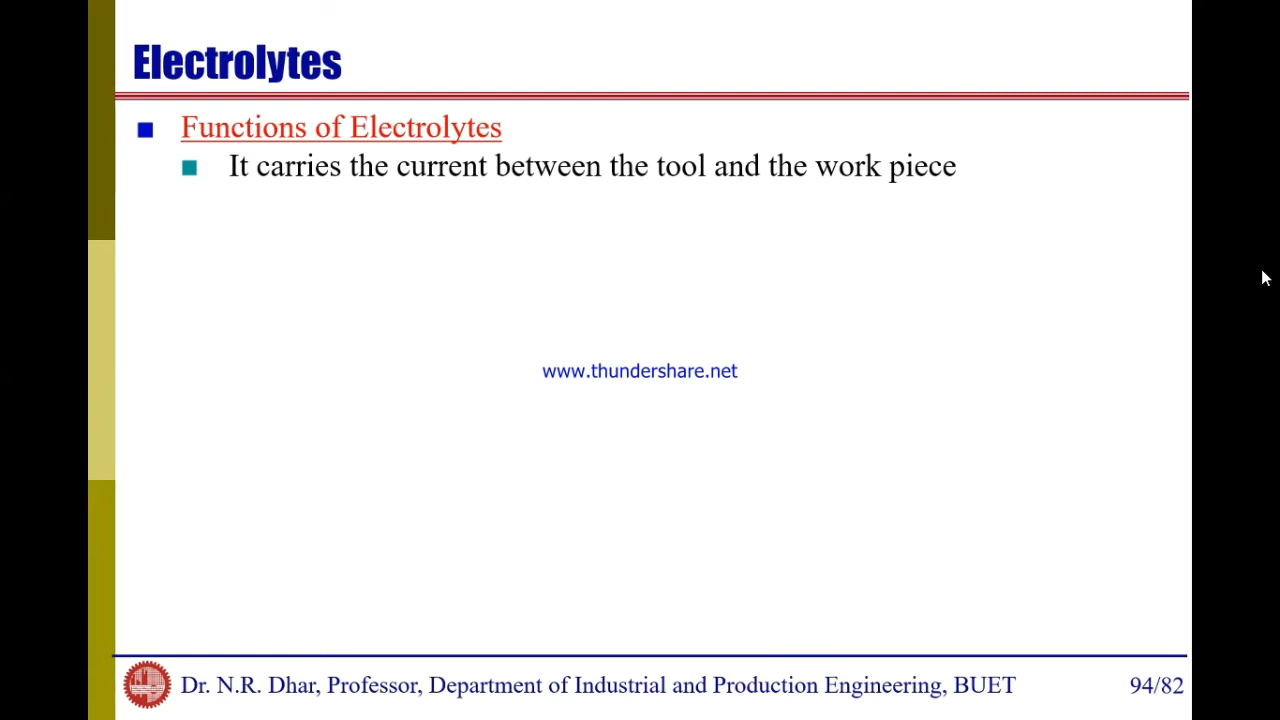 Electrolytes
Functions of Electrolytes
It carries the current between the tool and the work piece
www.thundershare.net
Dr. N.R. Dhar, Professor, Department of Industrial and Production Engineering, BUET 94/82